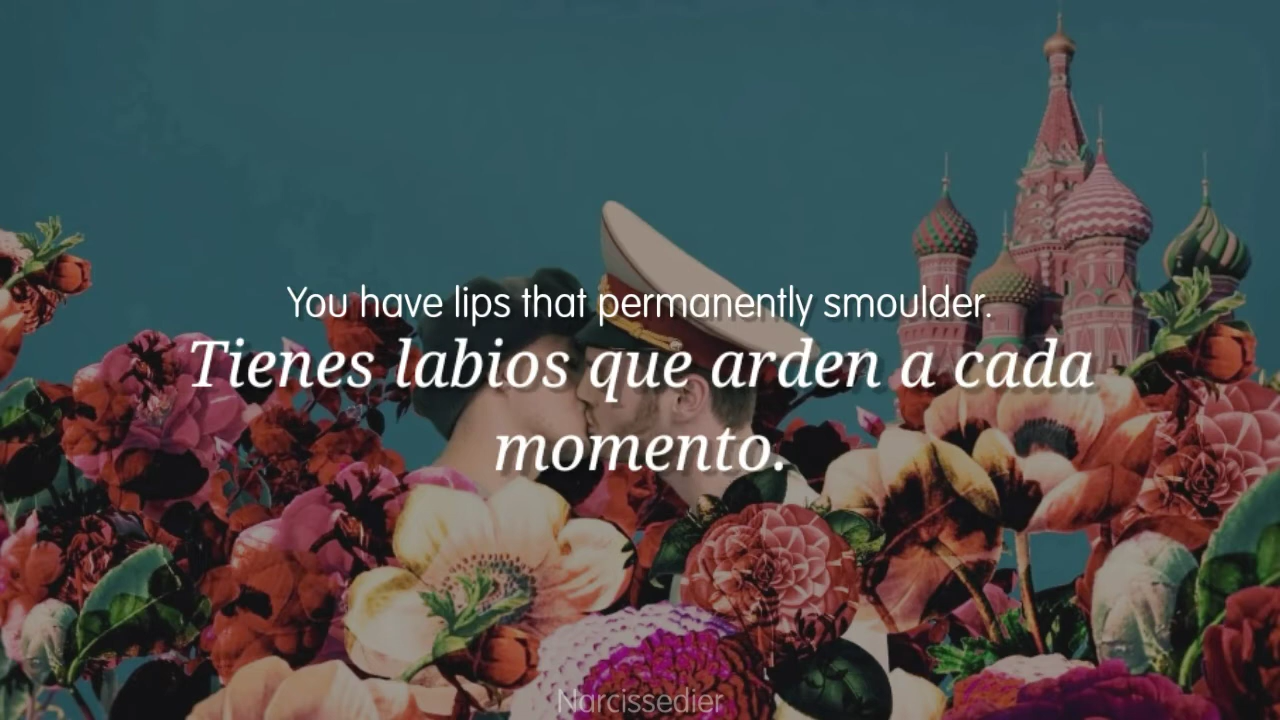 You have lips that permanently smoulder.
Tienes labios que arden a cada
momento.
Narcissedier